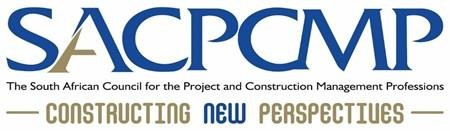 SACPCMP
The South African Council for the Project and Construction Management Professions
CONSTRUCTING NEW PERSPECTIVES